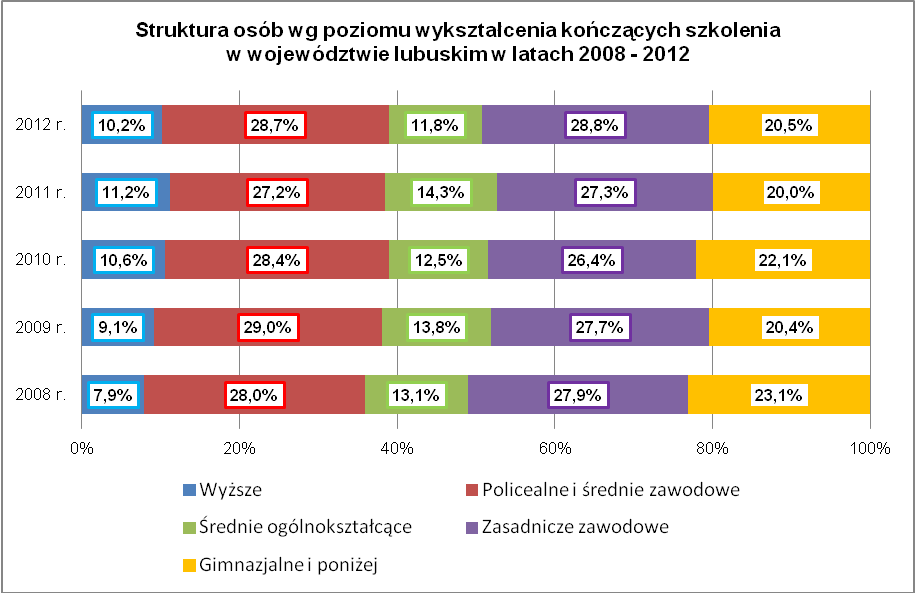 Struktura osób wg poziomu wykształcenia kończących szkolenia
w województwie lubuskim w latach 2008 - 2012
2012 r. 10,2% 28,7% 11,8% 28,8% 20,5%
2011 r. 11,2% 27,2% 14,3% 27,3% 20,0%
2010 r. 10,6% 28,4% 12,5% 26,4% 22,1%
2009 r. 9,1% 29,0% 13,8% 27,7% 20,4%
2008 r. 7,9% 28,0% 13,1% 27,9% 23,1%
0% 20% 40% 60% 80% 100%
Wyższe Policealne i średnie zawodowe
Średnie ogólnokształcące Zasadnicze zawodowe
Gimnazjalne i poniżej